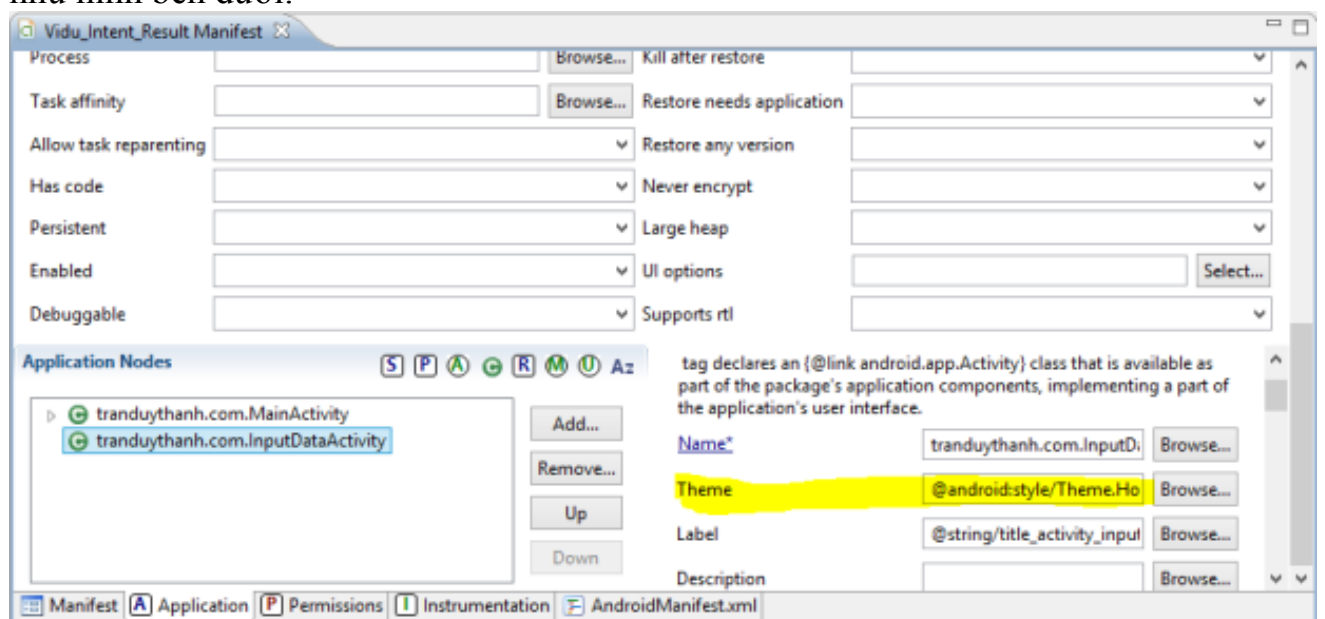 như hình bên dưới:
Vidu_Intent_Result Manifest
Process Browse... Kill after restore
Task affinity Browse... Restore needs application
Allow task reparenting Restore any version
Has code Never encrypt
Persistent Large heap
Enabled UI options Select...
Debuggable Supports rtl
Application Nodes S P A C R M U Az
tag declares an {@link android.app.Activity} class that is available as
part of the package's application components, implementing a part of
the application's user interface.
tranduythanh.com.MainActivity Add...
tranduythanh.com.InputDataActivity
Remove...
Up
Down
Name* tranduythanh.com.InputDa Browse...
Theme @android:style/Theme.Ho Browse...
Label @string/title_activity_input Browse...
Description Browse...
Manifest A Application P Permissions I Instrumentation F AndroidManifest.xml